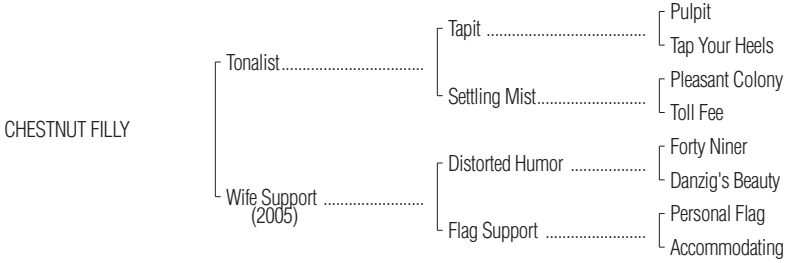 Pulpit
Tapit ........................................
Tap Your Heels
Tonalist....................................
Pleasant Colony
Settling Mist...........................
Toll Fee
CHESTNUT FILLY
Forty Niner
Distorted Humor ...................
Danzig's Beauty
Wife Support .........................
(2005)
Personal Flag
Flag Support .........................
Accommodating